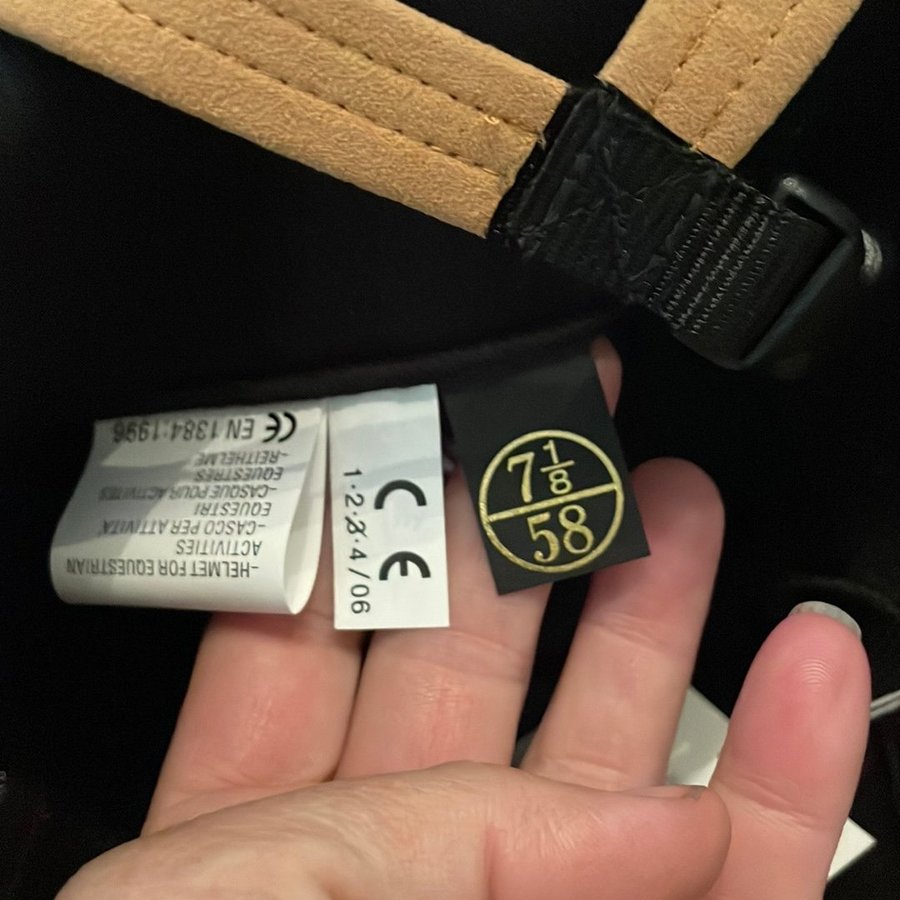 CE EN 1384:1996
-HELMET FOR EQUESTRIAN
ACTIVITIES
-CASCO PER ATTIVITA'
EQUESTRI
-CASQUE POUR ACTIVITES
EQUESTRES
-REITHELME
CE
1·2·3·4/06
7 1/8
58